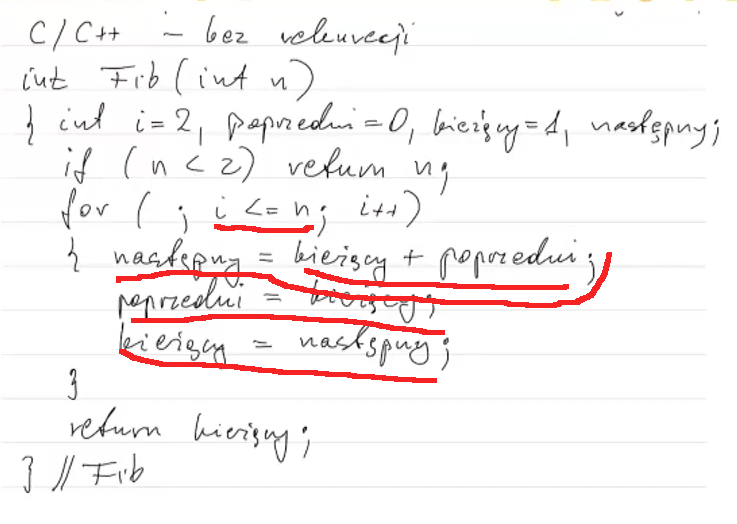 C/C++ – bez rekurencji
int Fib (int n)
{ int i=2, poprzedni=0, bieżący=1, następny;
if (n < 2) return n;
for ( ; i <= n; i++)
{ następny = bieżący + poprzedni;
poprzedni = bieżący;
bieżący = następny;
}
return bieżący;
} // Fib